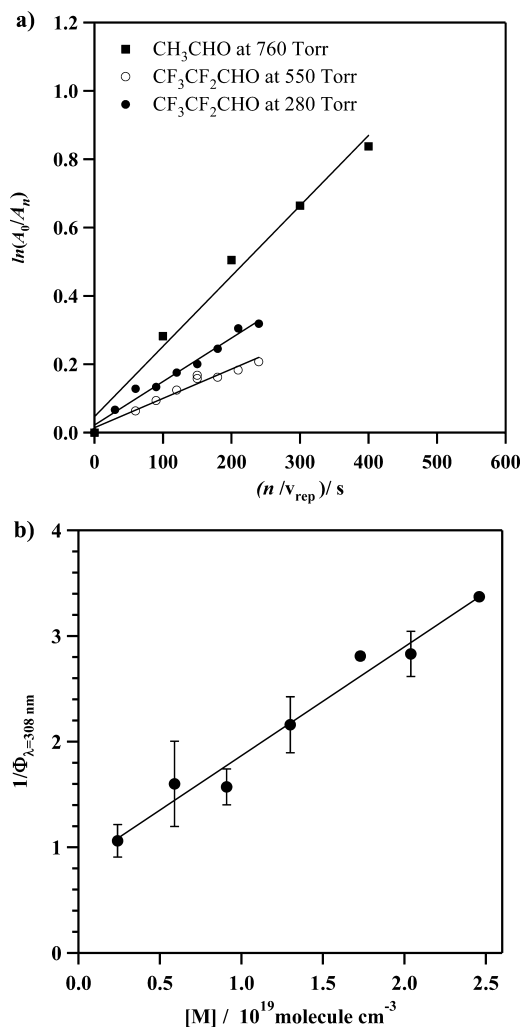 a)
1.2
1.0
0.8
0.6
0.4
0.2
0.0
ln(A₀/Aₙ)
CH₃CHO at 760 Torr
CF₃CF₂CHO at 550 Torr
CF₃CF₂CHO at 280 Torr
0 100 200 300 400 500 600
(n /vrep)/ s
b)
4
3
2
1
0
1/Φλ=308 nm
0.0 0.5 1.0 1.5 2.0 2.5
[M] / 10¹⁹ molecule cm⁻³